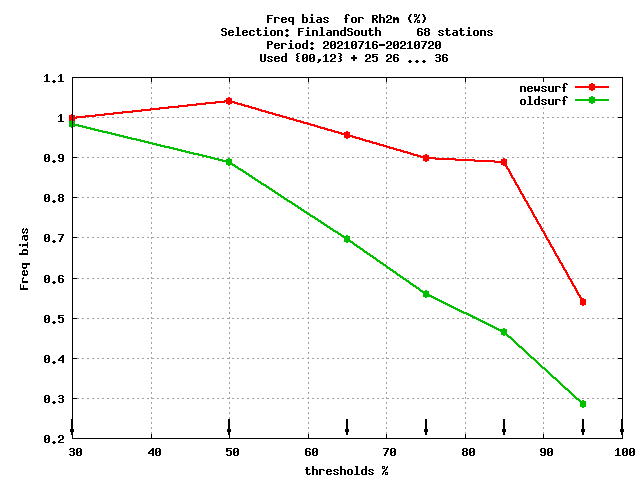 Freq bias  for Rh2m (%)
Selection: FinlandSouth     68 stations
Period: 20210716-20210720
Used {00,12} + 25 26 ... 36
newsurf
oldsurf
1.1
1
0.9
0.8
0.7
0.6
0.5
0.4
0.3
0.2
Freq bias
30 40 50 60 70 80 90 100
thresholds %